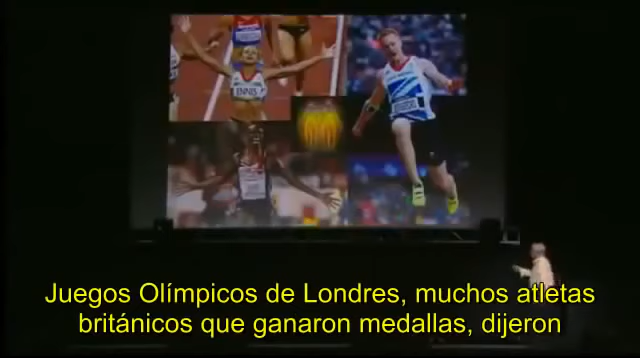 ENNIS
Juegos Olímpicos de Londres, muchos atletas
británicos que ganaron medallas, dijeron